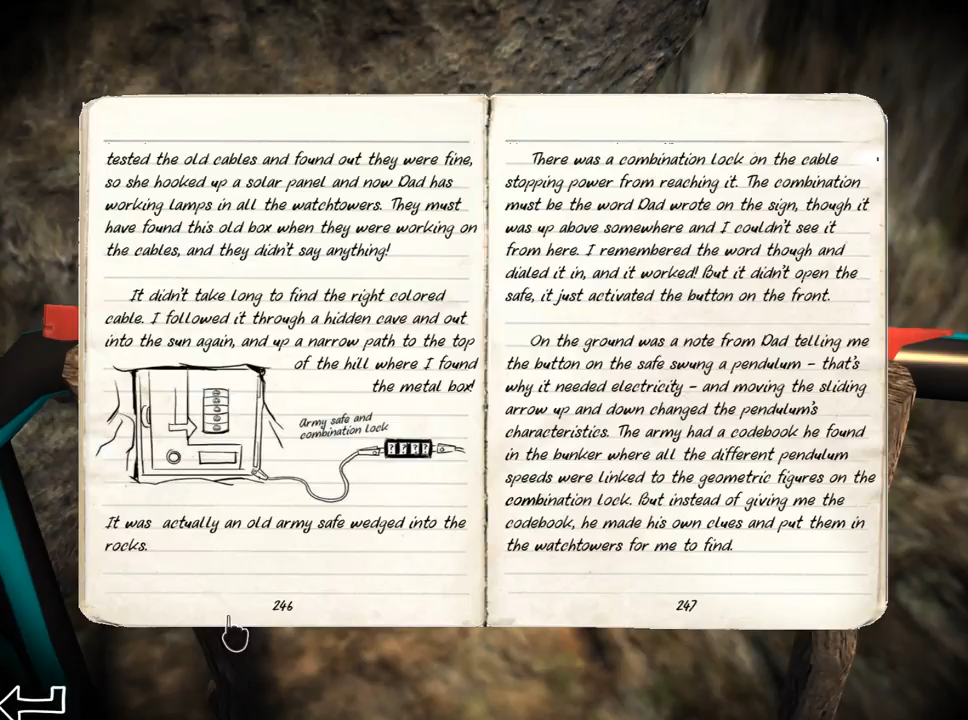 tested the old cables and found out they were fine,
so she hooked up a solar panel and now Dad has
working lamps in all the watchtowers. They must
have found this old box when they were working on
the cables, and they didn't say anything!
It didn't take long to find the right colored
cable. I followed it through a hidden cave and out
into the sun again, and up a narrow path to the top
of the hill where I found
the metal box!
Army safe and
combination lock
? ? ? ?
It was actually an old army safe wedged into the
rocks.
246
There was a combination lock on the cable
stopping power from reaching it. The combination
must be the word Dad wrote on the sign, though it
was up above somewhere and I couldn't see it
from here. I remembered the word though and
dialed it in, and it worked! But it didn't open the
safe, it just activated the button on the front.
On the ground was a note from Dad telling me
the button on the safe swung a pendulum - that's
why it needed electricity - and moving the sliding
arrow up and down changed the pendulum's
characteristics. The army had a codebook he found
in the bunker where all the different pendulum
speeds were linked to the geometric figures on the
combination lock. But instead of giving me the
codebook, he made his own clues and put them in
the watchtowers for me to find.
247